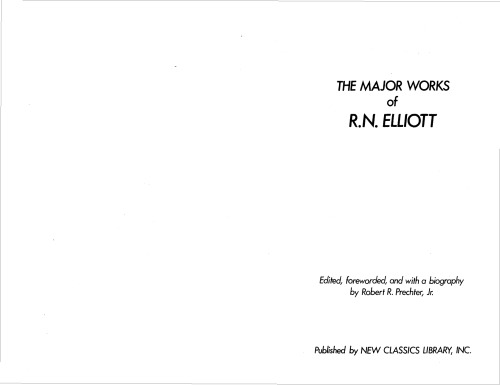 THE MAJOR WORKS
of
R.N. ELLIOTT
Edited, foreworded, and with a biography
by Robert R. Prechter, Jr.
Published by NEW CLASSICS LIBRARY, INC.